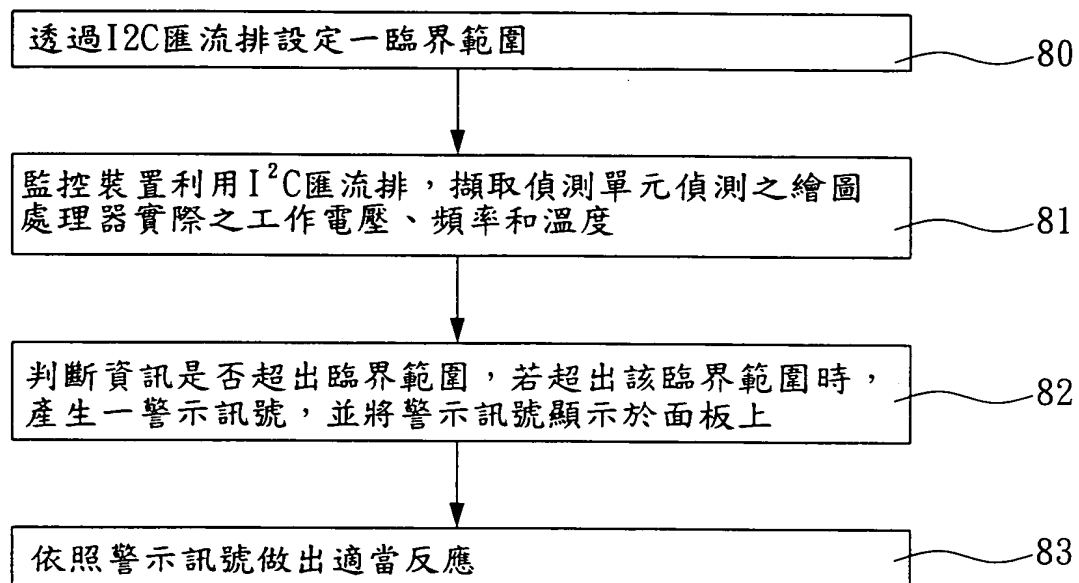 透過I2C匯流排設定一臨界範圍
80
監控裝置利用I²C匯流排，擷取偵測單元偵測之繪圖
處理器實際之工作電壓、頻率和溫度
81
判斷資訊是否超出臨界範圍，若超出該臨界範圍時，
產生一警示訊號，並將警示訊號顯示於面板上
82
依照警示訊號做出適當反應
83